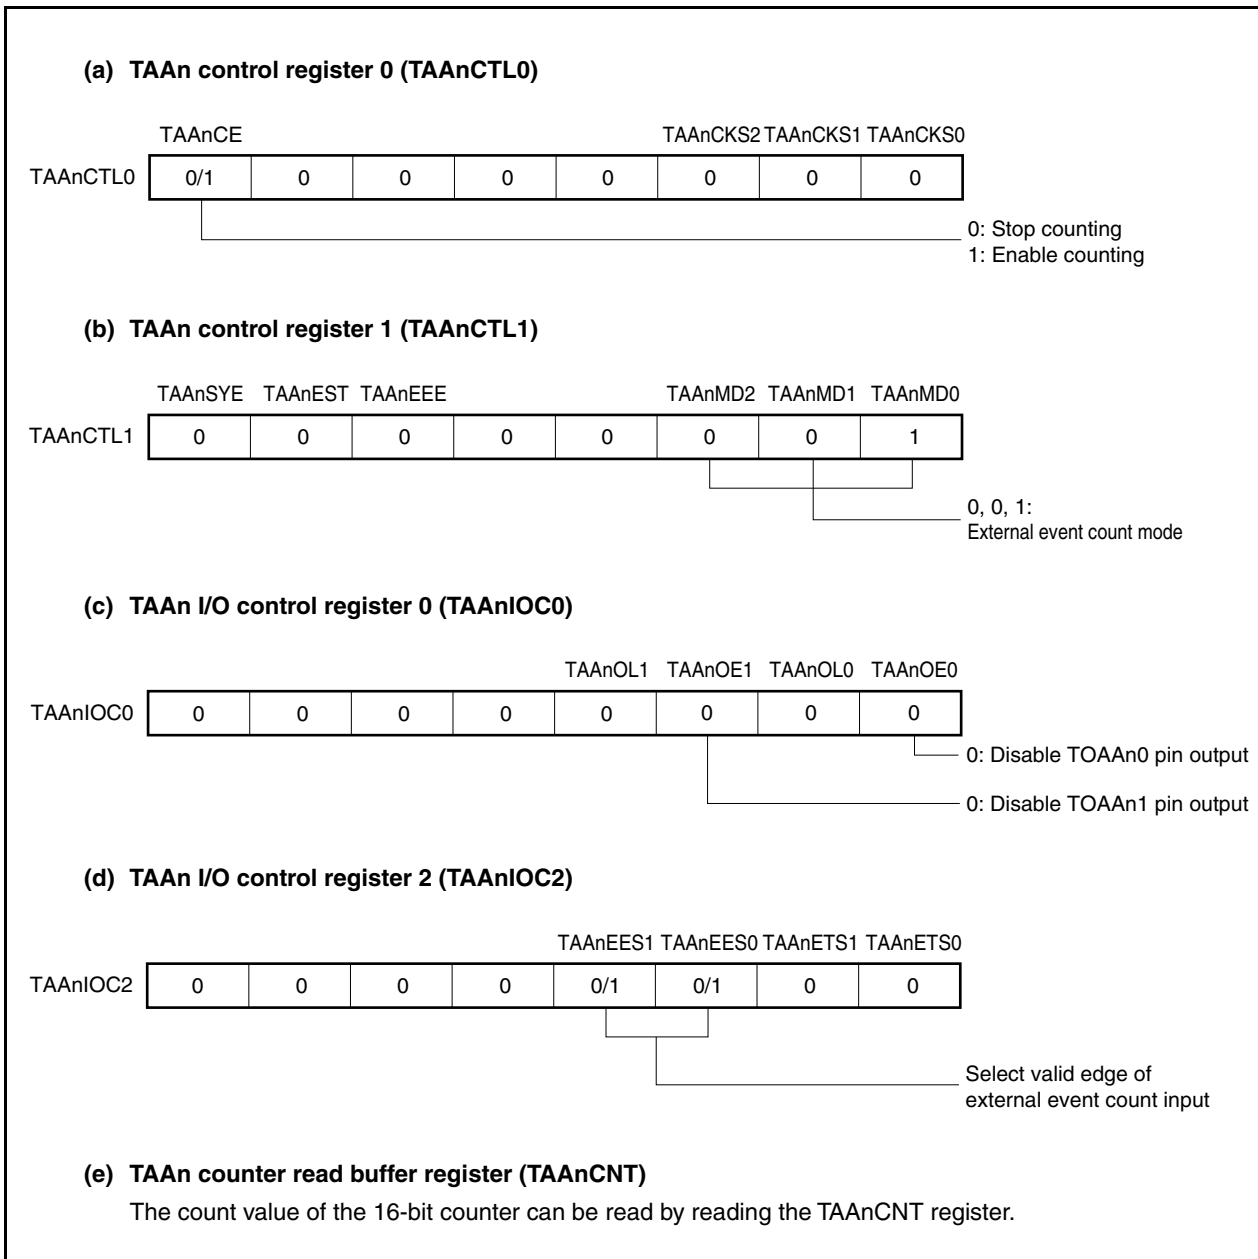 (a) TAAn control register 0 (TAAnCTL0)
TAAnCE TAAnCKS2 TAAnCKS1 TAAnCKS0
TAAnCTL0 0/1 0 0 0 0 0 0 0
0: Stop counting
1: Enable counting
(b) TAAn control register 1 (TAAnCTL1)
TAAnSYE TAAnEST TAAnEEE TAAnMD2 TAAnMD1 TAAnMD0
TAAnCTL1 0 0 0 0 0 0 0 1
0, 0, 1:
External event count mode
(c) TAAn I/O control register 0 (TAAnIOC0)
TAAnOL1 TAAnOE1 TAAnOL0 TAAnOE0
TAAnIOC0 0 0 0 0 0 0 0 0
0: Disable TOAAn0 pin output
0: Disable TOAAn1 pin output
(d) TAAn I/O control register 2 (TAAnIOC2)
TAAnEES1 TAAnEES0 TAAnETS1 TAAnETS0
TAAnIOC2 0 0 0 0 0/1 0/1 0 0
Select valid edge of
external event count input
(e) TAAn counter read buffer register (TAAnCNT)
The count value of the 16-bit counter can be read by reading the TAAnCNT register.